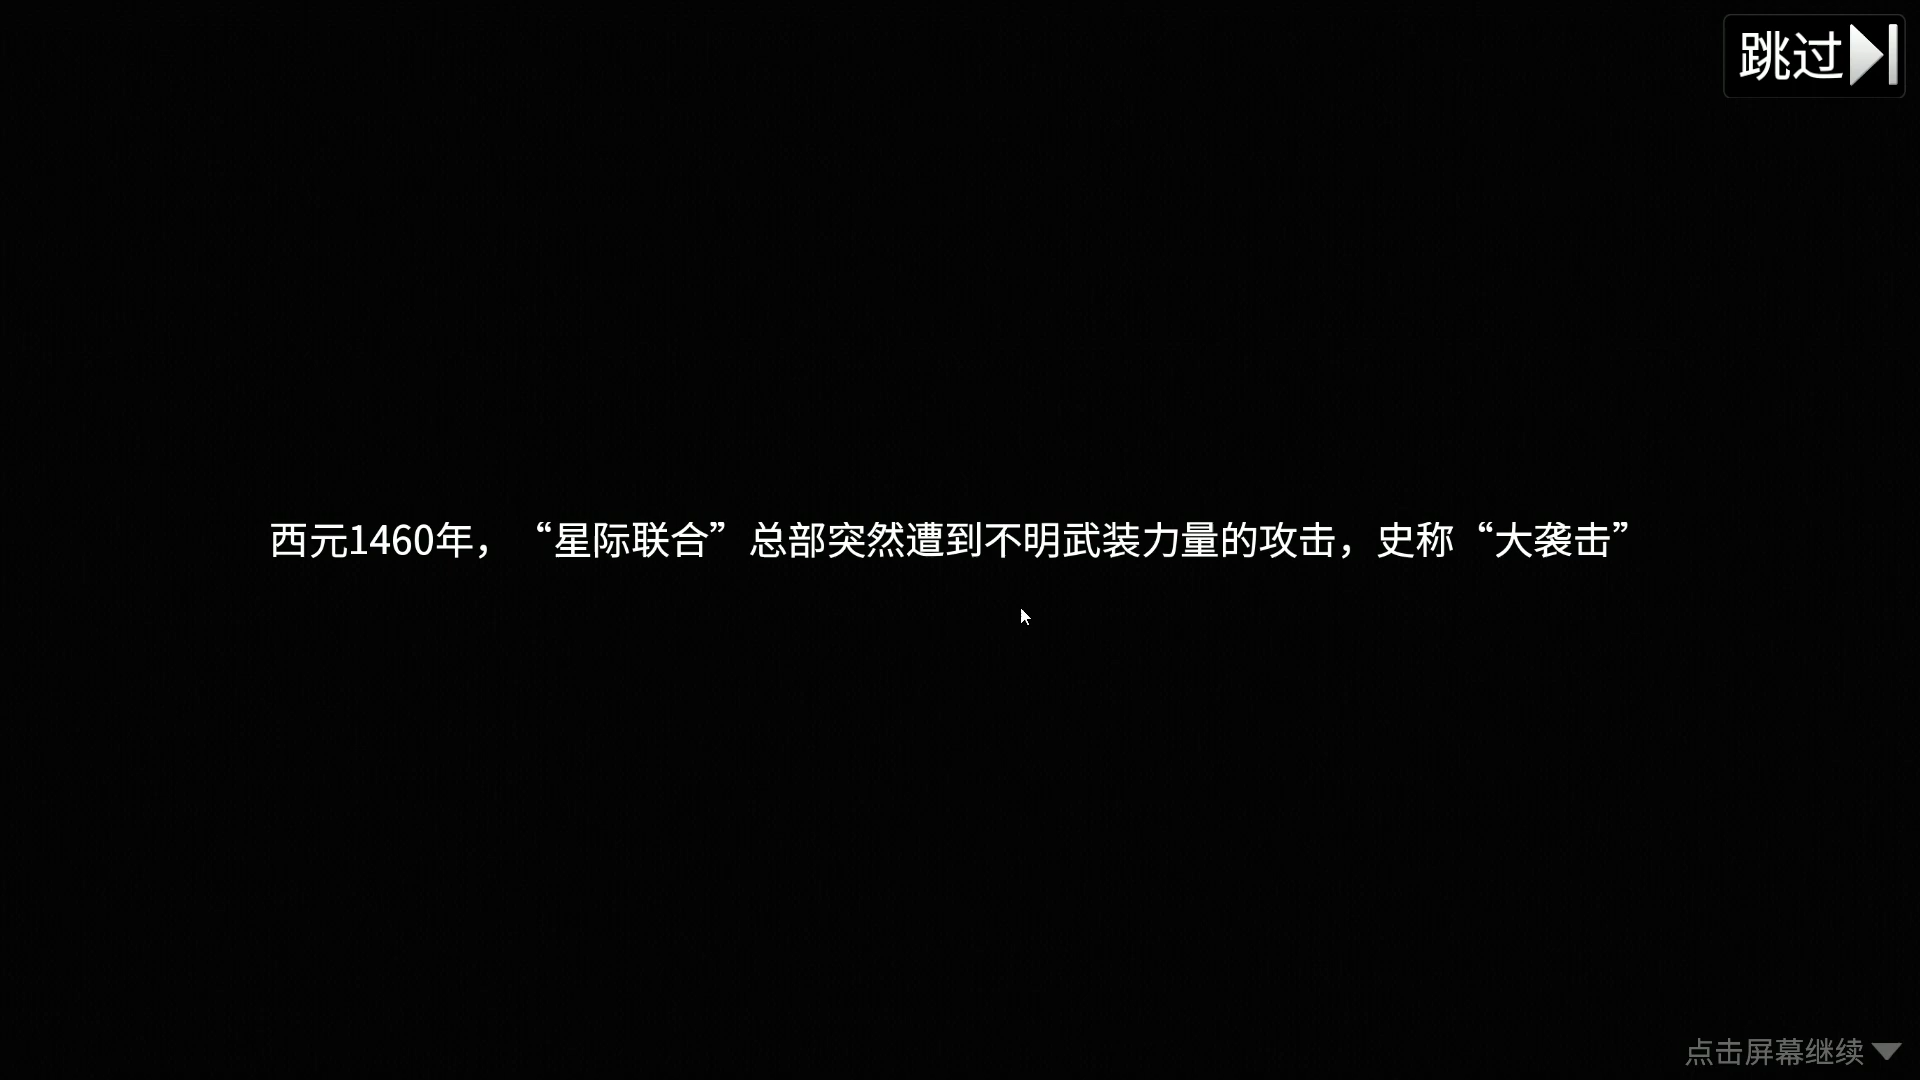 跳过
西元1460年，“星际联合”总部突然遭到不明武装力量的攻击，史称“大袭击”
点击屏幕继续